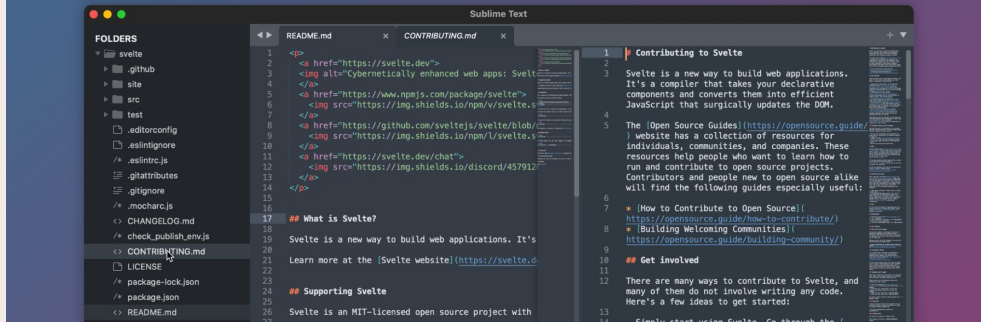 Sublime Text
FOLDERS
svelte
.github
site
src
test
.editorconfig
.eslintignore
/* .eslintrc.js
.gitattributes
.gitignore
/* .mocharc.js
<> CHANGELOG.md
/* check_publish_env.js
<> CONTRIBUTING.md
LICENSE
/* package-lock.json
/* package.json
<> README.md
README.md ×
CONTRIBUTING.md ×
+
1 <p>
2 <a href="https://svelte.dev">
3 <img alt="Cybernetically enhanced web apps: Svelt
4 </a>
5 <a href="https://www.npmjs.com/package/svelte">
6 <img src="https://img.shields.io/npm/v/svelte.s
7 </a>
8 <a href="https://github.com/sveltejs/svelte/blob/
9 <img src="https://img.shields.io/npm/l/svelte.s
10 </a>
11 <a href="https://svelte.dev/chat">
12 <img src="https://img.shields.io/discord/457912
13 </a>
14 </p>
15
16
17 ## What is Svelte?
18
19 Svelte is a new way to build web applications. It's
20
21 Learn more at the [Svelte website](https://svelte.d
22
23
24 ## Supporting Svelte
25
26 Svelte is an MIT-licensed open source project with
27
1 # Contributing to Svelte
2
3 Svelte is a new way to build web applications.
It's a compiler that takes your declarative
components and converts them into efficient
JavaScript that surgically updates the DOM.
4
5 The [Open Source Guides](https://opensource.guide/
) website has a collection of resources for
individuals, communities, and companies. These
resources help people who want to learn how to
run and contribute to open source projects.
Contributors and people new to open source alike
will find the following guides especially useful:
6
7 * [How to Contribute to Open Source](
https://opensource.guide/how-to-contribute/)
8 * [Building Welcoming Communities](
https://opensource.guide/building-community/)
9
10 ## Get involved
11
12 There are many ways to contribute to Svelte, and
many of them do not involve writing any code.
Here's a few ideas to get started:
13
14 - Simply start using Svelte. Go through the [